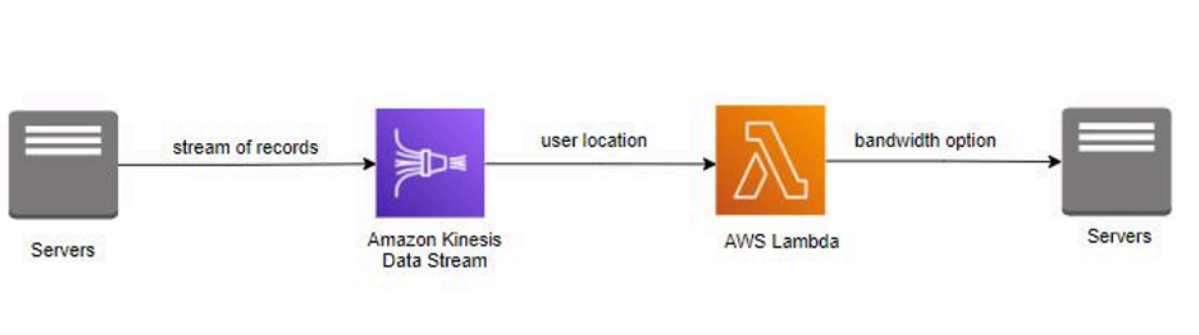 stream of records
user location
bandwidth option
Servers
Amazon Kinesis
Data Stream
AWS Lambda
Servers